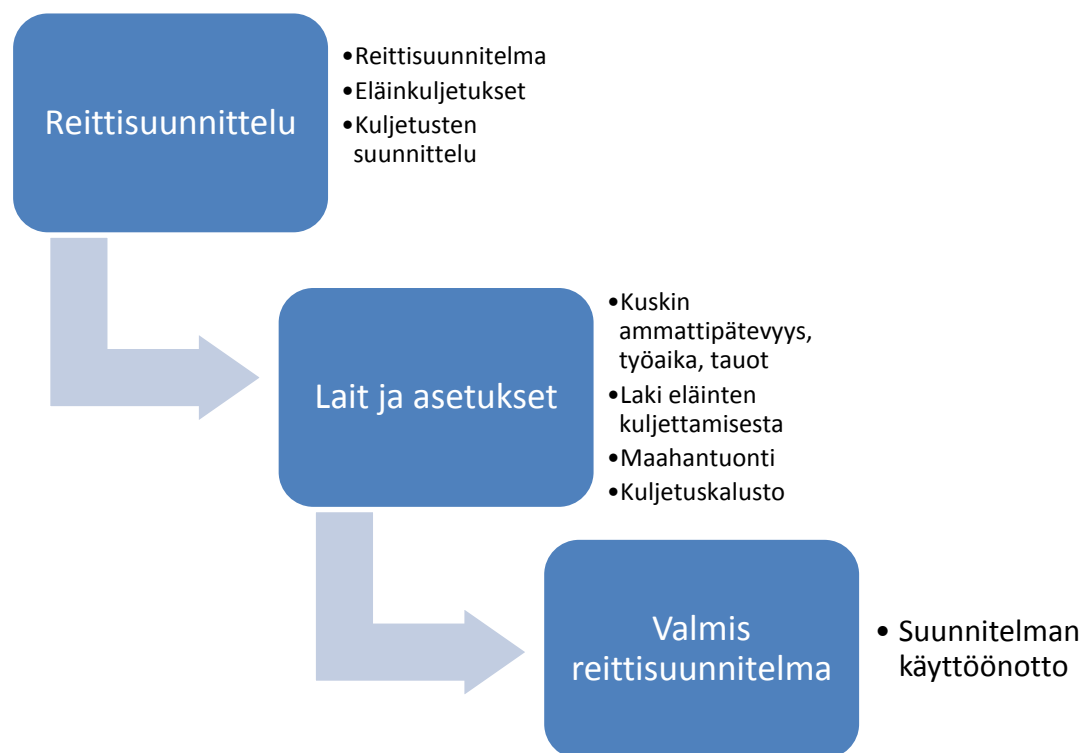 Reittisuunnittelu
•Reittisuunnitelma
•Eläinkuljetukset
•Kuljetusten
suunnittelu
Lait ja asetukset
•Kuskin
ammattipätevyys,
työaika, tauot
•Laki eläinten
kuljettamisesta
•Maahantuonti
•Kuljetuskalusto
Valmis
reittisuunnitelma
• Suunnitelman
käyttöönotto